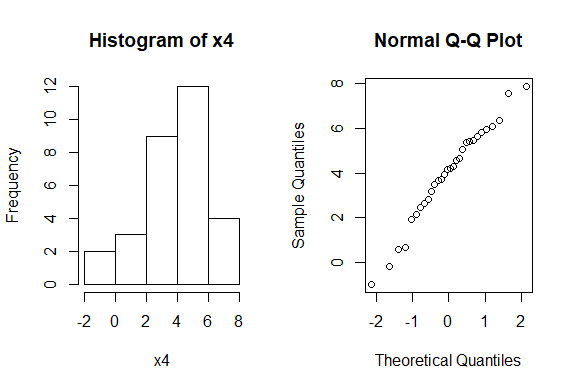 Histogram of x4
Frequency
0 2 4 6 8 10 12
-2 0 2 4 6 8
x4
Normal Q-Q Plot
Sample Quantiles
0 2 4 6 8
-2 -1 0 1 2
Theoretical Quantiles